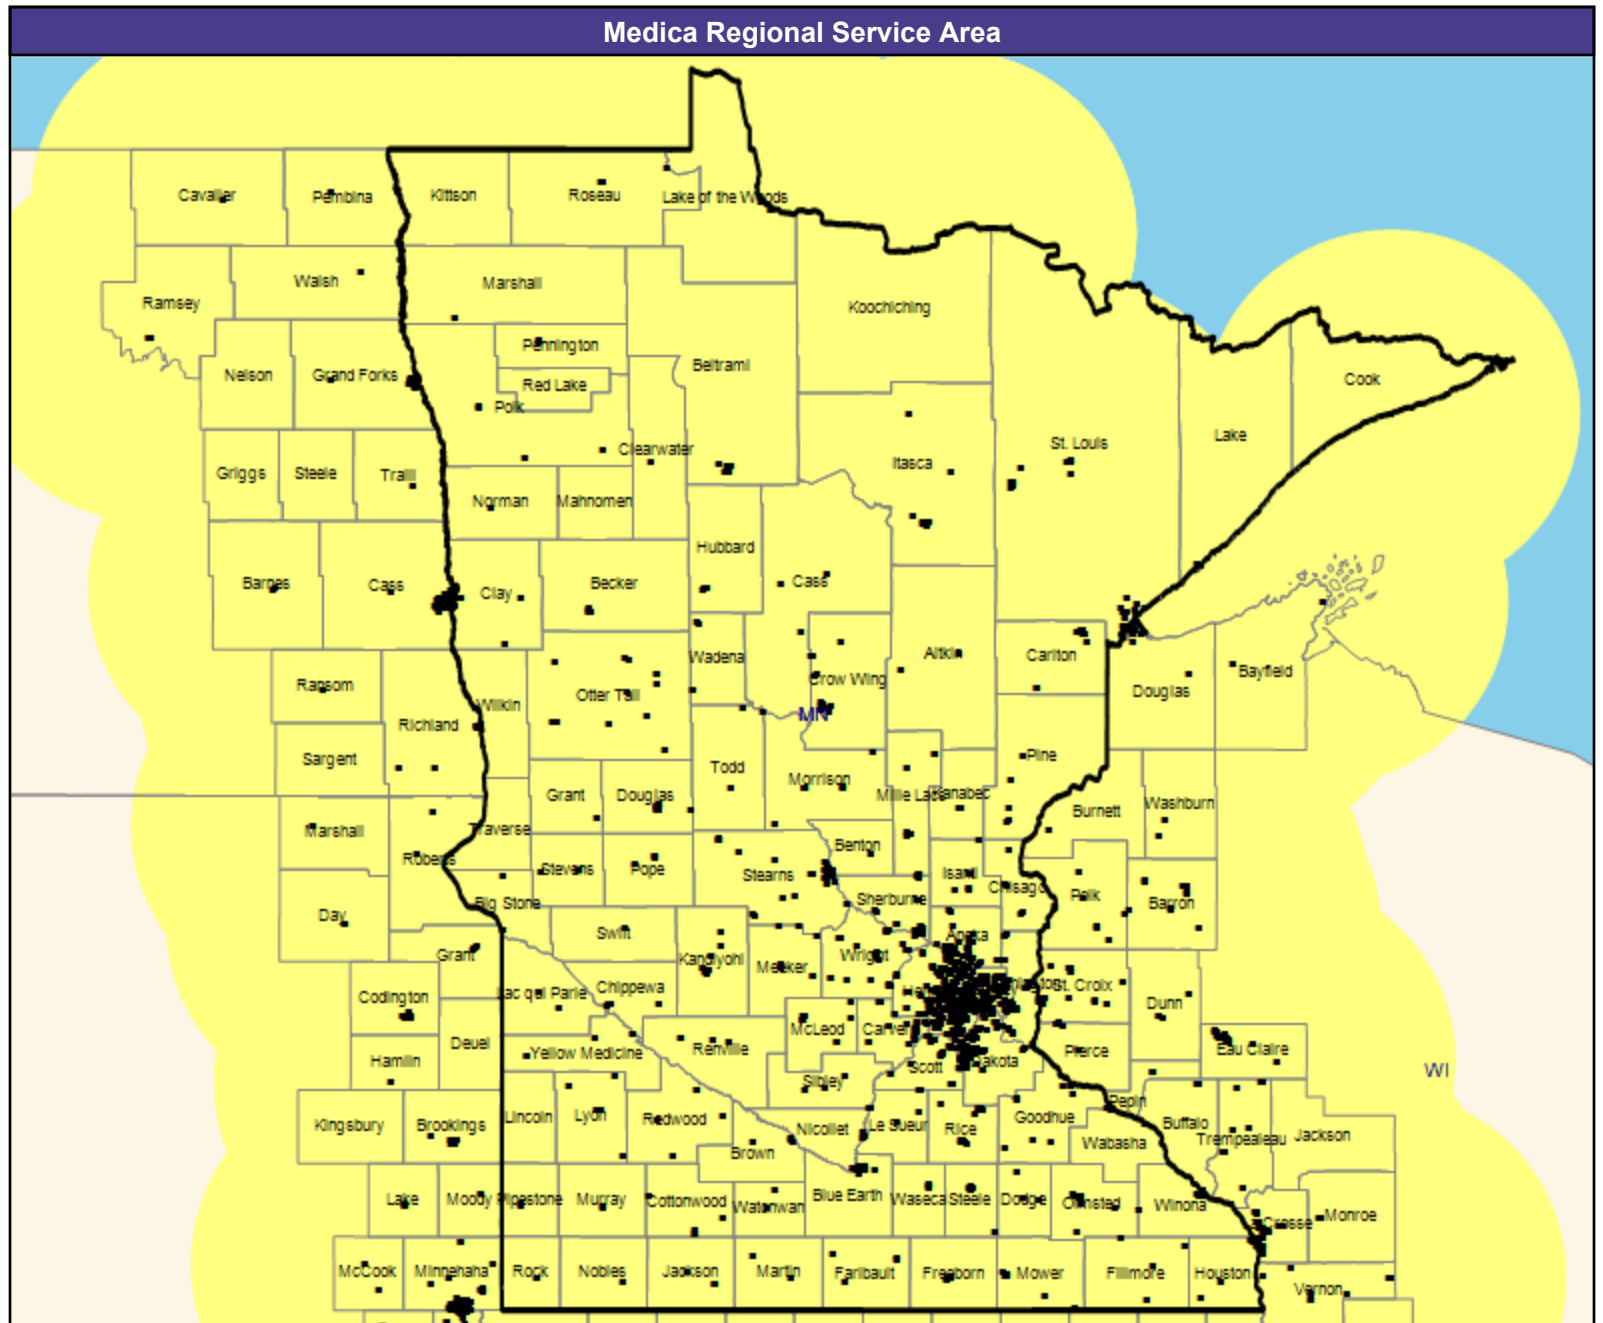 Medica Regional Service Area
Cavalier
Pembina
Kittson
Roseau
Lake of the Woods
Ramsey
Walsh
Marshall
Koochiching
Pennington
Nelson
Grand Forks
Red Lake
Beltrami
Cook
Polk
Clearwater
Lake
St. Louis
Itasca
Griggs
Steele
Traill
Norman
Mahnomen
Hubbard
Barnes
Cass
Clay
Becker
Cass
Ransom
Richland
Wilkin
Otter Tail
Wadena
Crow Wing
Aitkin
Carlton
Douglas
Bayfield
MN
Sargent
Grant
Douglas
Todd
Morrison
Mille Lacs
Kanabec
Pine
Burnett
Washburn
Marshall
Roberts
Traverse
Stevens
Pope
Stearns
Benton
Sherburne
Isanti
Chisago
Polk
Barron
Day
Big Stone
Grant
Swift
Kandiyohi
Meeker
Wright
Anoka
Codington
Lac qui Parle
Chippewa
St. Croix
Dunn
Hamlin
Deuel
Yellow Medicine
Renville
McLeod
Carver
Scott
Dakota
Pierce
Eau Claire
WI
Sibley
Kingsbury
Brookings
Lincoln
Lyon
Redwood
Brown
Nicollet
Le Sueur
Rice
Goodhue
Wabasha
Pepin
Buffalo
Trempealeau
Jackson
Lake
Moody
Pipestone
Murray
Cottonwood
Watonwan
Blue Earth
Waseca
Steele
Dodge
Olmsted
Winona
Monroe
McCook
Minnehaha
Rock
Nobles
Jackson
Martin
Faribault
Freeborn
Mower
Fillmore
Houston
Vernon